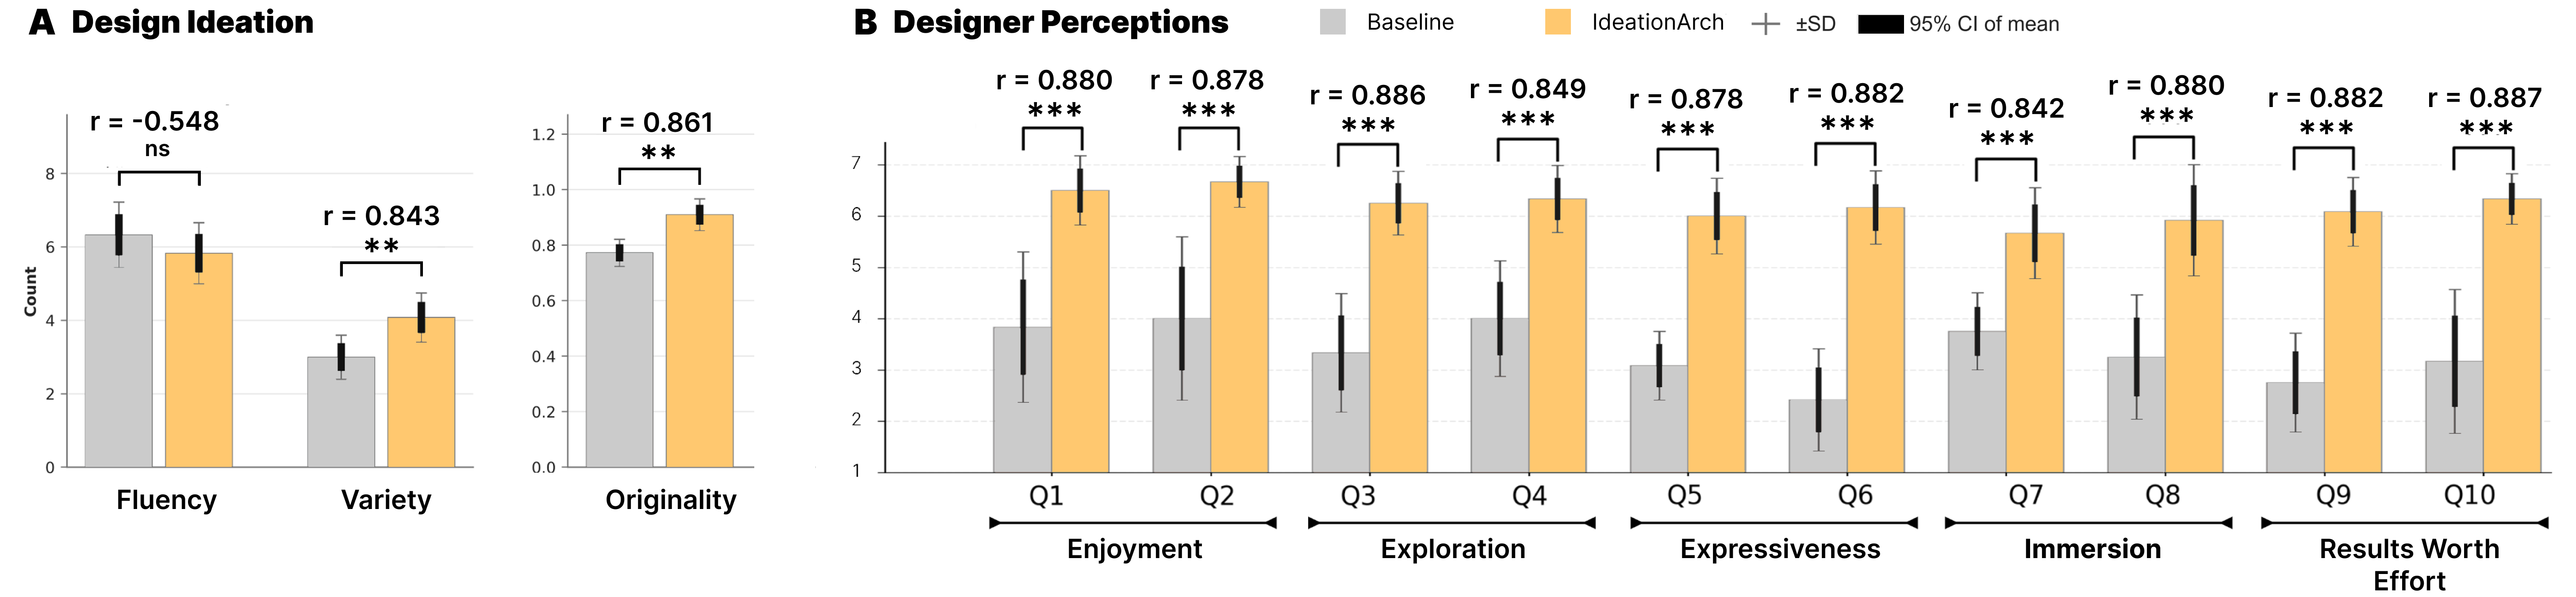 A Design Ideation
r = -0.548
ns
r = 0.843
**
8
6
4
2
0
Count
Fluency
Variety
r = 0.861
**
1.2
1.0
0.8
0.6
0.4
0.2
0.0
Originality
B Designer Perceptions
Baseline
IdeationArch
±SD
95% CI of mean
r = 0.880
***
r = 0.878
***
r = 0.886
***
r = 0.849
***
r = 0.878
***
r = 0.882
***
r = 0.842
***
r = 0.880
***
r = 0.882
***
r = 0.887
***
7
6
5
4
3
2
1
Q1 Q2 Q3 Q4 Q5 Q6 Q7 Q8 Q9 Q10
Enjoyment
Exploration
Expressiveness
Immersion
Results Worth
Effort